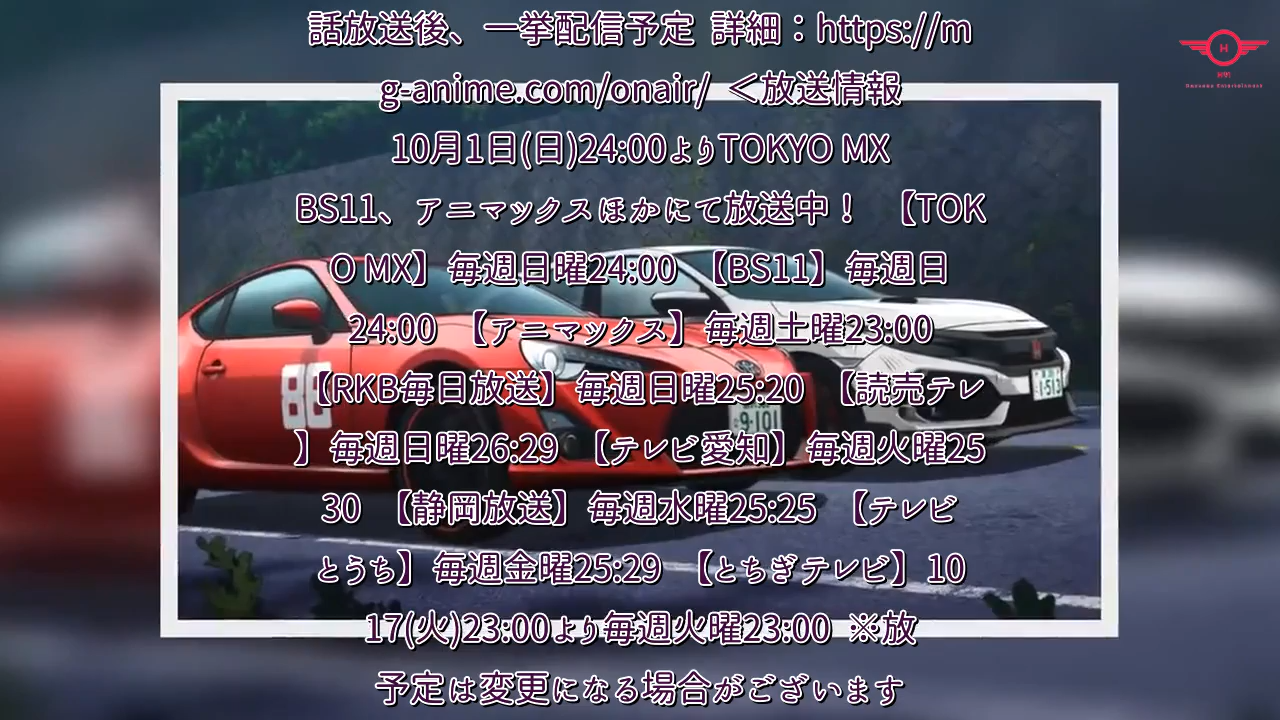 話放送後、一挙配信予定 詳細：https://m
g-anime.com/onair/ ＜放送情報
10月1日(日)24:00よりTOKYO MX
BS11、アニマックスほかにて放送中！ 【TOK
O MX】毎週日曜24:00 【BS11】毎週日
24:00 【アニマックス】毎週土曜23:00
【RKB毎日放送】毎週日曜25:20 【読売テレ
】毎週日曜26:29 【テレビ愛知】毎週火曜25
30 【静岡放送】毎週水曜25:25 【テレビ
とうち】毎週金曜25:29 【とちぎテレビ】10
17(火)23:00より毎週火曜23:00 ※放
予定は変更になる場合がございます
H
H91
86
9-101
1-513